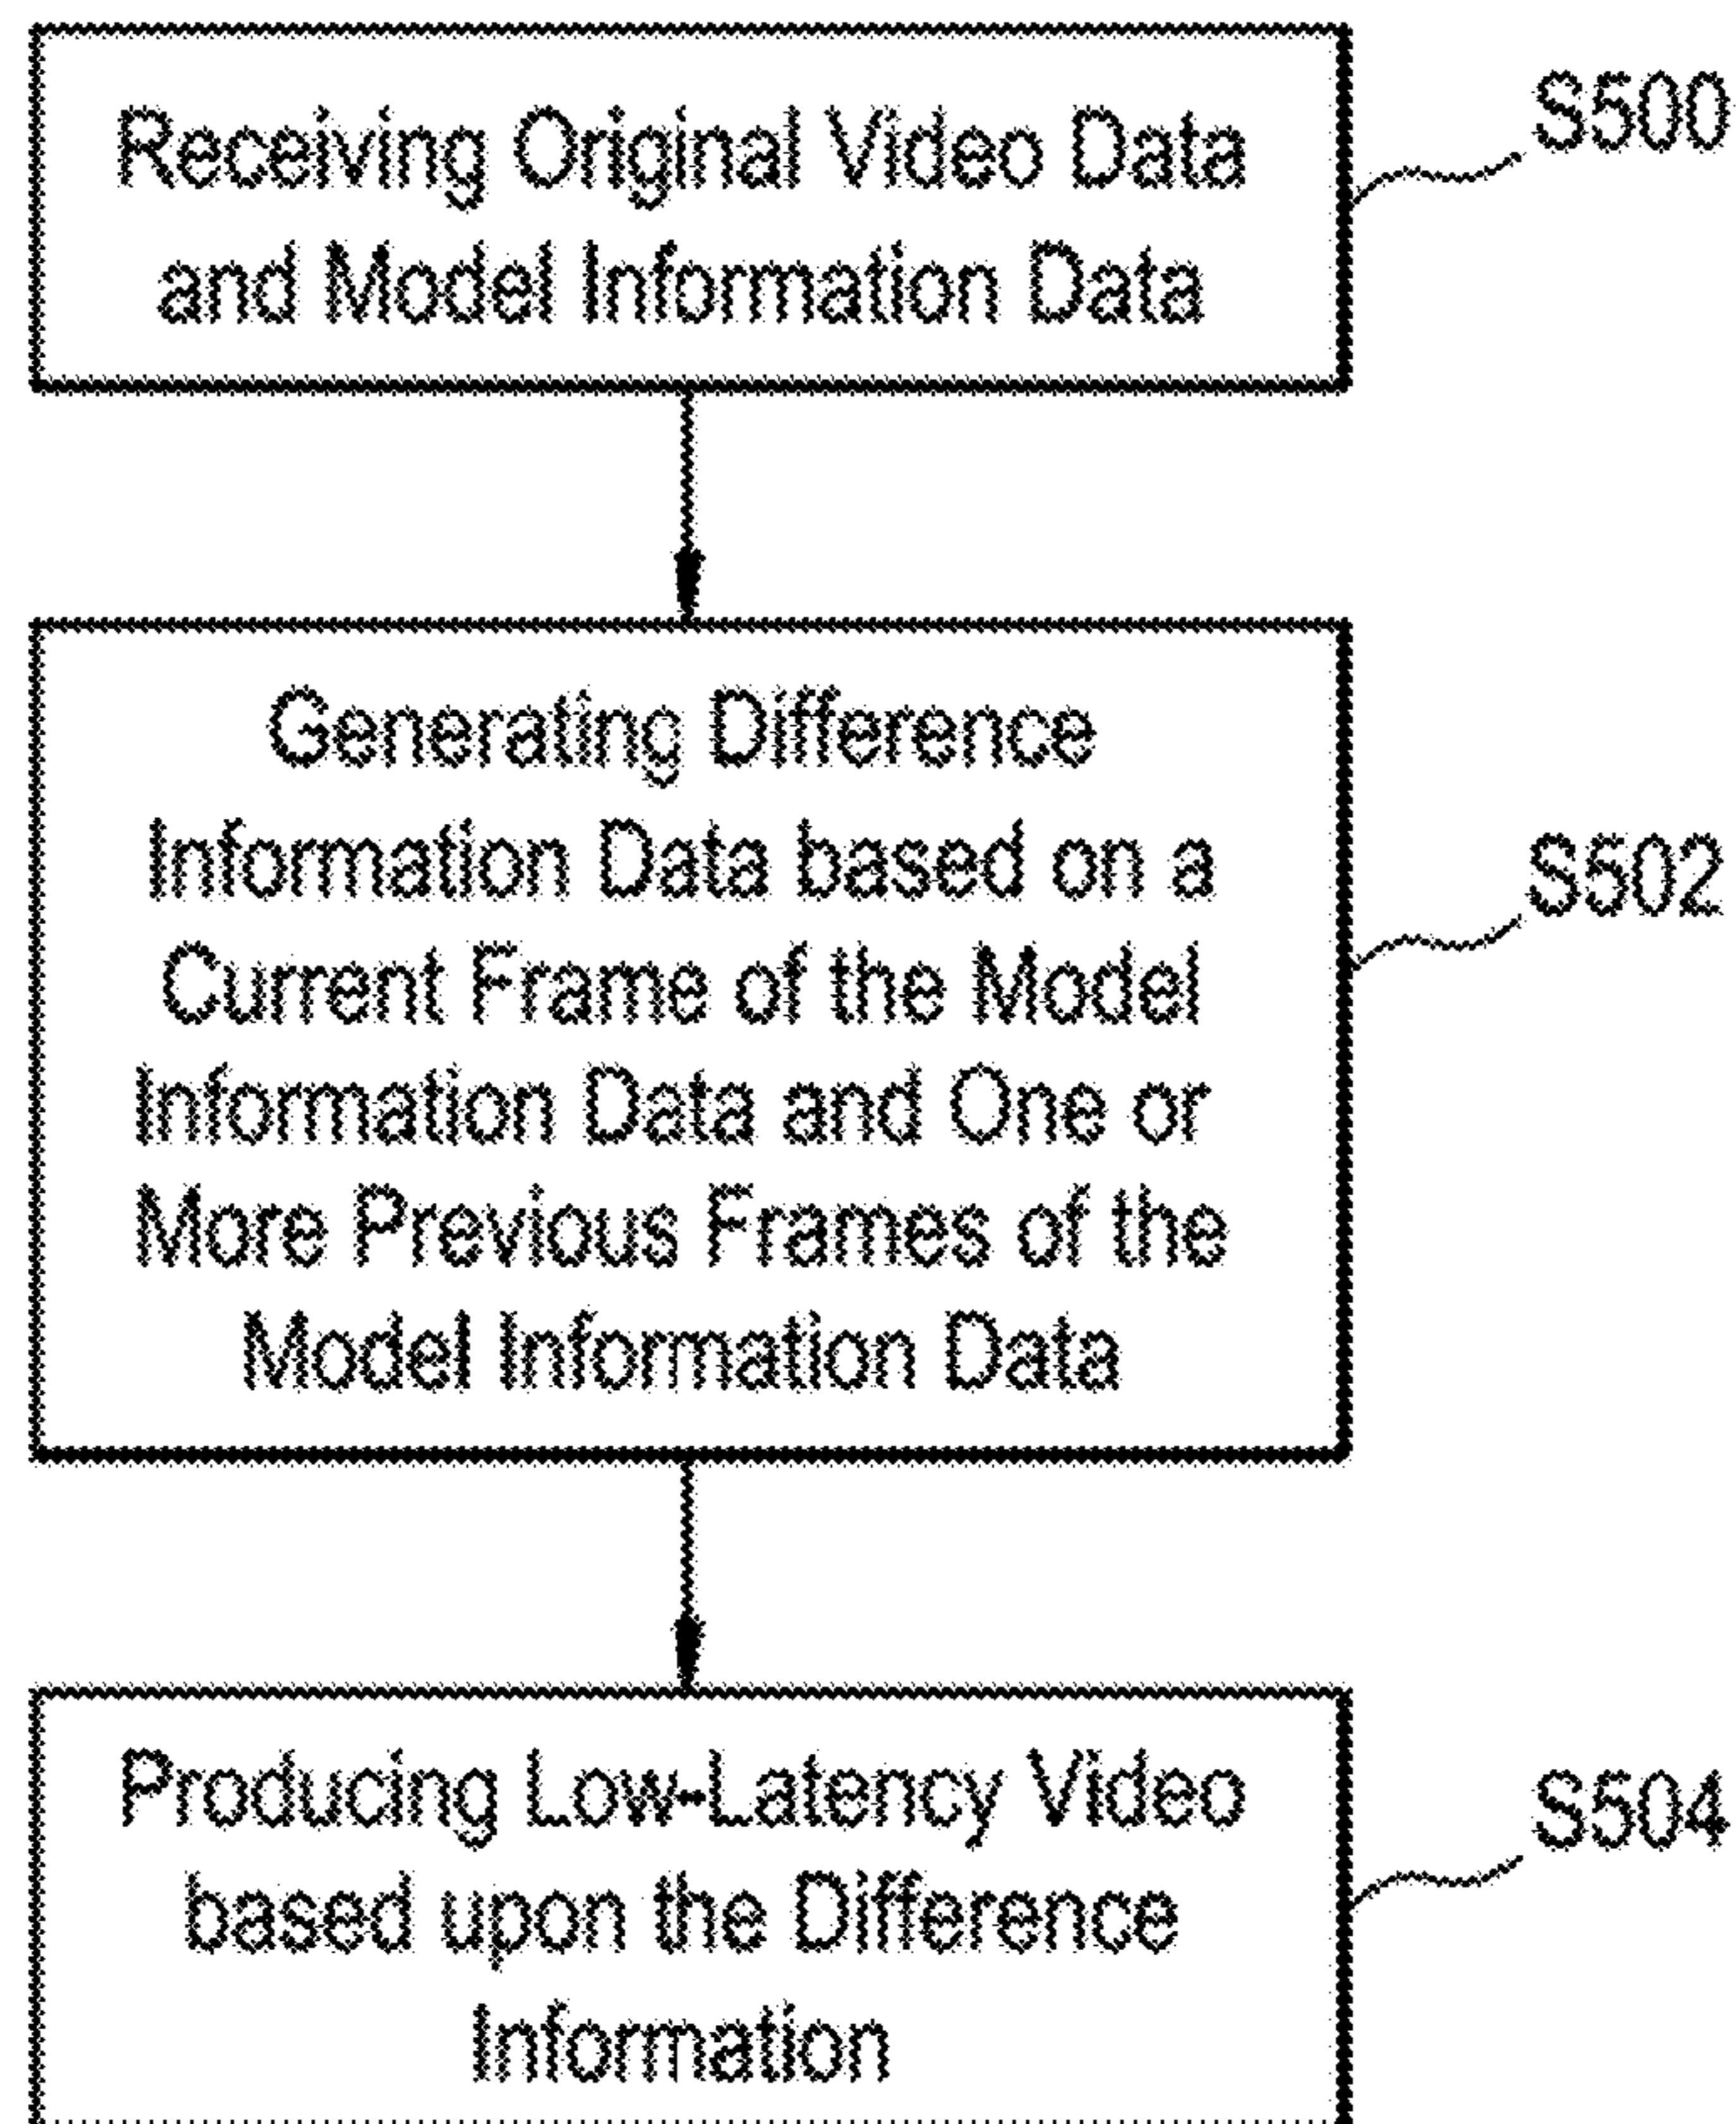 Receiving Original Video Data
and Model Information Data
S500
Generating Difference
Information Data based on a
Current Frame of the Model
Information Data and One or
More Previous Frames of the
Model Information Data
S502
Producing Low-Latency Video
based upon the Difference
Information
S504